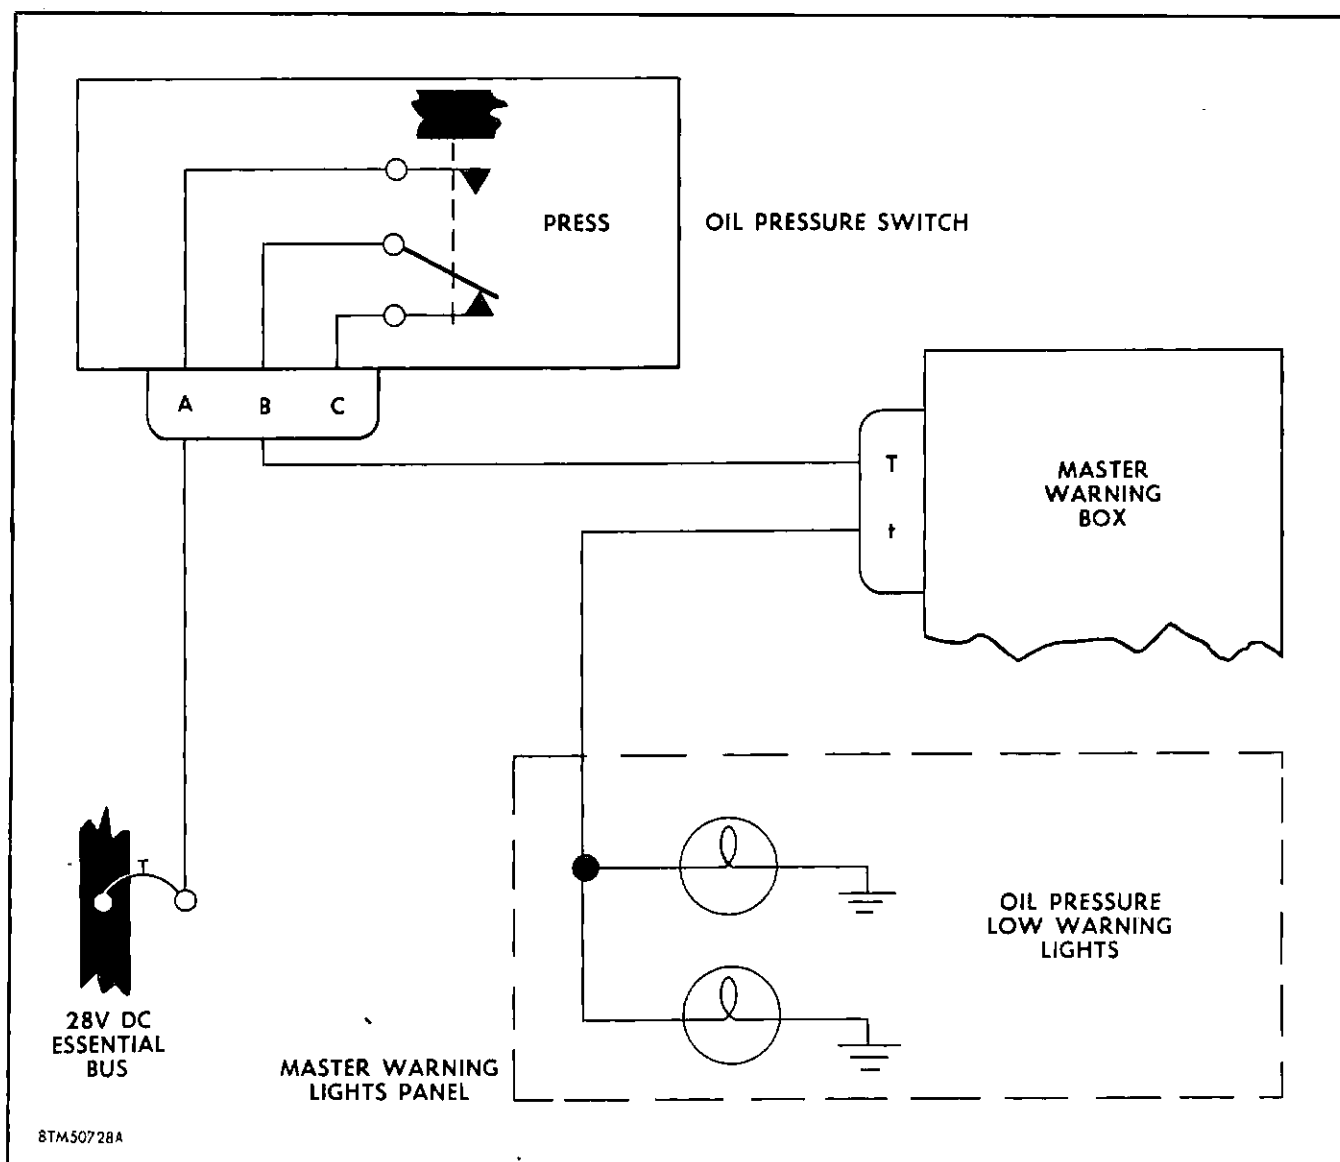 PRESS
OIL PRESSURE SWITCH
A B C
T
t
MASTER
WARNING
BOX
T
28V DC
ESSENTIAL
BUS
OIL PRESSURE
LOW WARNING
LIGHTS
MASTER WARNING
LIGHTS PANEL
8TM50728A